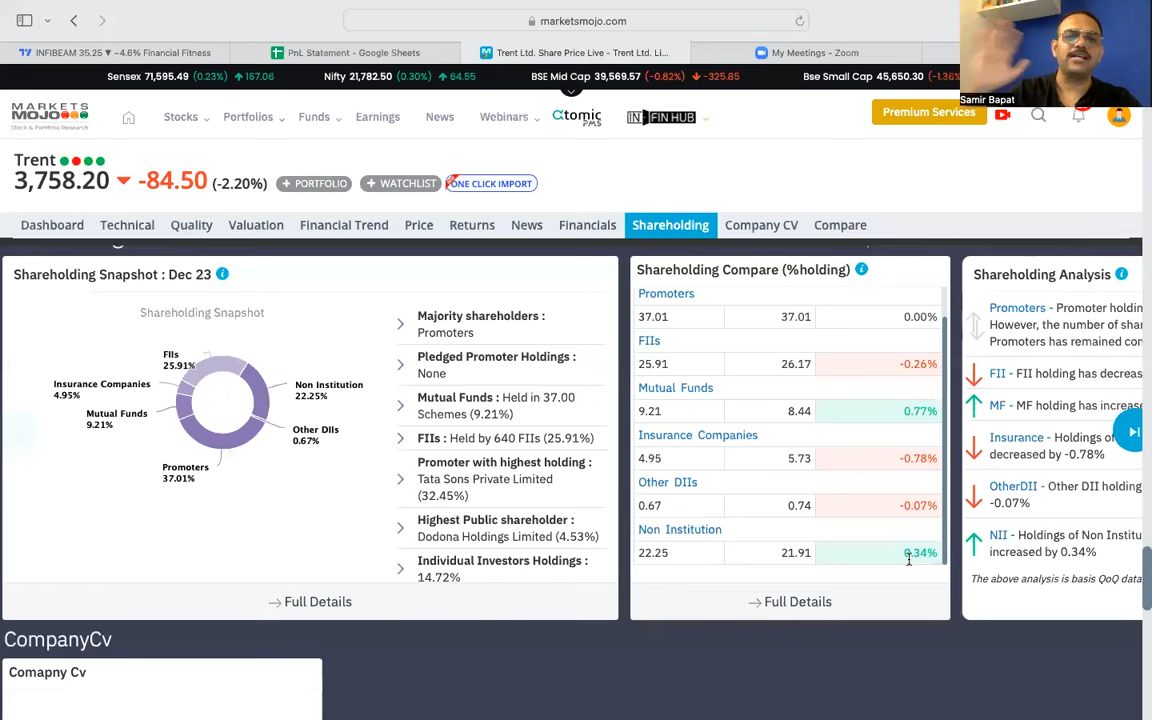 marketsmojo.com
INFIBEAM 35.25 ▼ −4.6% Financial Fitness
PnL Statement - Google Sheets
Trent Ltd. Share Price Live - Trent Ltd. Li...
My Meetings - Zoom
Samir Bapat
Sensex 71,595.49 (0.23%) ↑ 167.06
Nifty 21,782.50 (0.30%) ↑ 64.55
BSE Mid Cap 39,569.57 (-0.82%) ↓ -325.85
Bse Small Cap 45,650.30 (-1.36%
MARKETS
MOJO
Stock & Portfolio Research
Stocks
Portfolios
Funds
Earnings
News
Webinars
atomic
PMS
IN FIN HUB
Premium Services
Trent
3,758.20 ▼ -84.50 (-2.20%)
+ PORTFOLIO
+ WATCHLIST
ONE CLICK IMPORT
Dashboard
Technical
Quality
Valuation
Financial Trend
Price
Returns
News
Financials
Shareholding
Company CV
Compare
Shareholding Snapshot : Dec 23
Shareholding Snapshot
FIIs
25.91%
Insurance Companies
4.95%
Mutual Funds
9.21%
Promoters
37.01%
Non Institution
22.25%
Other DIIs
0.67%
Majority shareholders :
Promoters
Pledged Promoter Holdings :
None
Mutual Funds : Held in 37.00
Schemes (9.21%)
FIIs : Held by 640 FIIs (25.91%)
Promoter with highest holding :
Tata Sons Private Limited
(32.45%)
Highest Public shareholder :
Dodona Holdings Limited (4.53%)
Individual Investors Holdings :
14.72%
→ Full Details
Shareholding Compare (%holding)
Promoters
37.01 37.01 0.00%
FIIs
25.91 26.17 -0.26%
Mutual Funds
9.21 8.44 0.77%
Insurance Companies
4.95 5.73 -0.78%
Other DIIs
0.67 0.74 -0.07%
Non Institution
22.25 21.91 0.34%
→ Full Details
Shareholding Analysis
Promoters - Promoter holdin
However, the number of shar
Promoters has remained con
FII - FII holding has decreas
MF - MF holding has increase
Insurance - Holdings of
decreased by -0.78%
OtherDII - Other DII holding
-0.07%
NII - Holdings of Non Institu
increased by 0.34%
The above analysis is basis QoQ data
CompanyCv
Comapny Cv